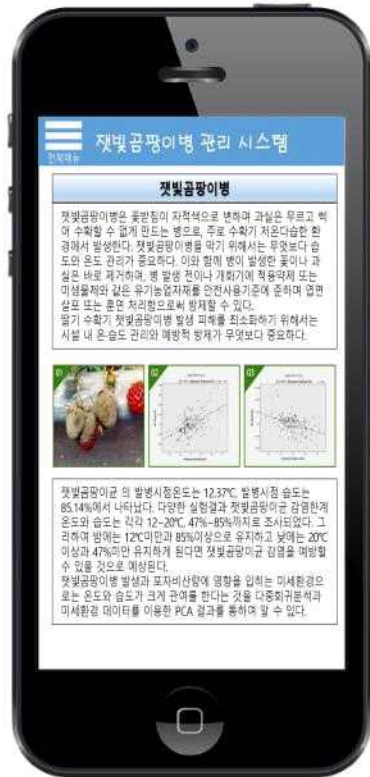 전체메뉴
잿빛곰팡이병 관리 시스템
잿빛곰팡이병
잿빛곰팡이병은 꽃받침이 자적색으로 변하며 과실은 무르고 썩
어 수확할 수 없게 만드는 병으로, 주로 수확기 저온다습한 환
경에서 발생한다. 잿빛곰팡이병을 막기 위해서는 무엇보다 습
도와 온도 관리가 중요하다. 이와 함께 병이 발생한 꽃이나 과
실은 바로 제거하며, 병 발생 전이나 개화기에 적용약제 또는
미생물제와 같은 유기농업자재를 안전사용기준에 준하며 엽면
살포 또는 훈연 처리함으로써 방제할 수 있다.
딸기 수확기 잿빛곰팡이병 발생 피해를 최소화하기 위해서는
시설 내 온·습도 관리와 예방적 방제가 무엇보다 중요하다.
01
02
03
잿빛곰팡이균 의 발병시점온도는 12.37℃, 발병시점 습도는
85.14%에서 나타났다. 다양한 실험결과 잿빛곰팡이균 감염한계
온도와 습도는 각각 12~20℃, 47%~85%까지로 조사되었다. 그
리하여 밤에는 12℃미만과 85%이상으로 유지하고 낮에는 20℃
이상과 47%미만 유지하게 된다면 잿빛곰팡이균 감염을 예방할
수 있을 것으로 예상된다.
잿빛곰팡이병 발생과 포자비산량에 영향을 입히는 미세환경으
로는 온도와 습도가 크게 관여를 한다는 것을 다중회귀분석과
미세환경 데이터를 이용한 PCA 결과를 통하여 알 수 있다.